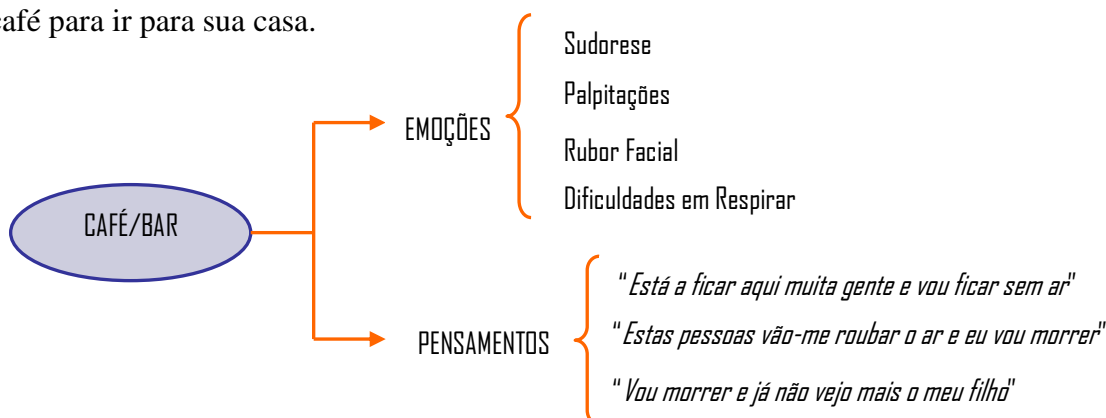 café para ir para sua casa.
Sudorese
Palpitações
EMOÇÕES
Rubor Facial
Dificuldades em Respirar
CAFÉ/BAR
"Está a ficar aqui muita gente e vou ficar sem ar"
"Estas pessoas vão-me roubar o ar e eu vou morrer"
PENSAMENTOS
"Vou morrer e já não vejo mais o meu filho"